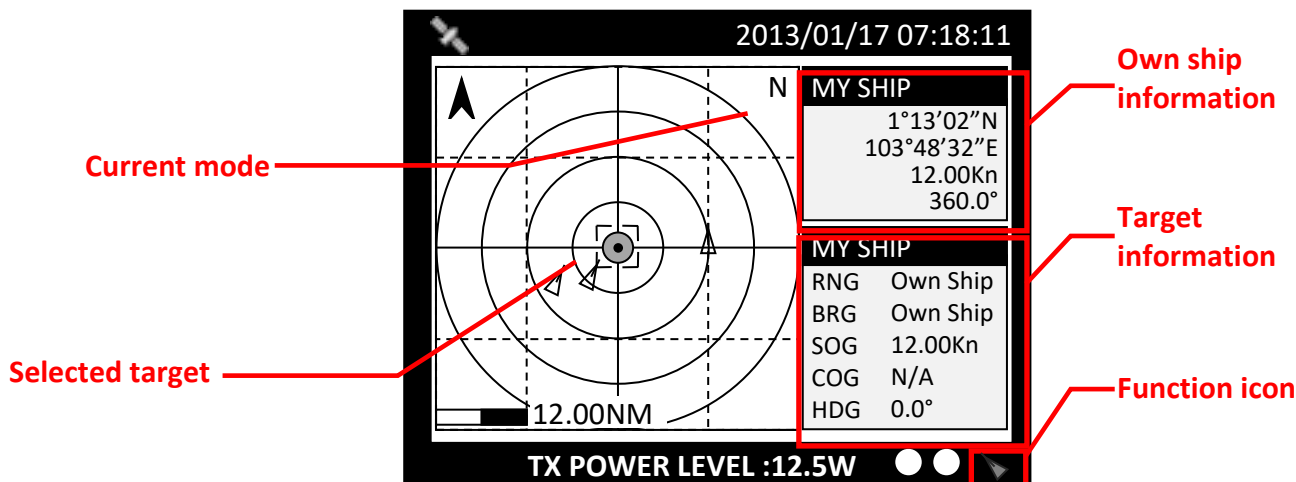 2013/01/17 07:18:11
Own ship
information
N
MY SHIP
1°13’02”N
103°48’32”E
12.00Kn
360.0°
Current mode
Target
information
MY SHIP
RNG Own Ship
BRG Own Ship
SOG 12.00Kn
COG N/A
HDG 0.0°
Selected target
Function icon
12.00NM
TX POWER LEVEL :12.5W